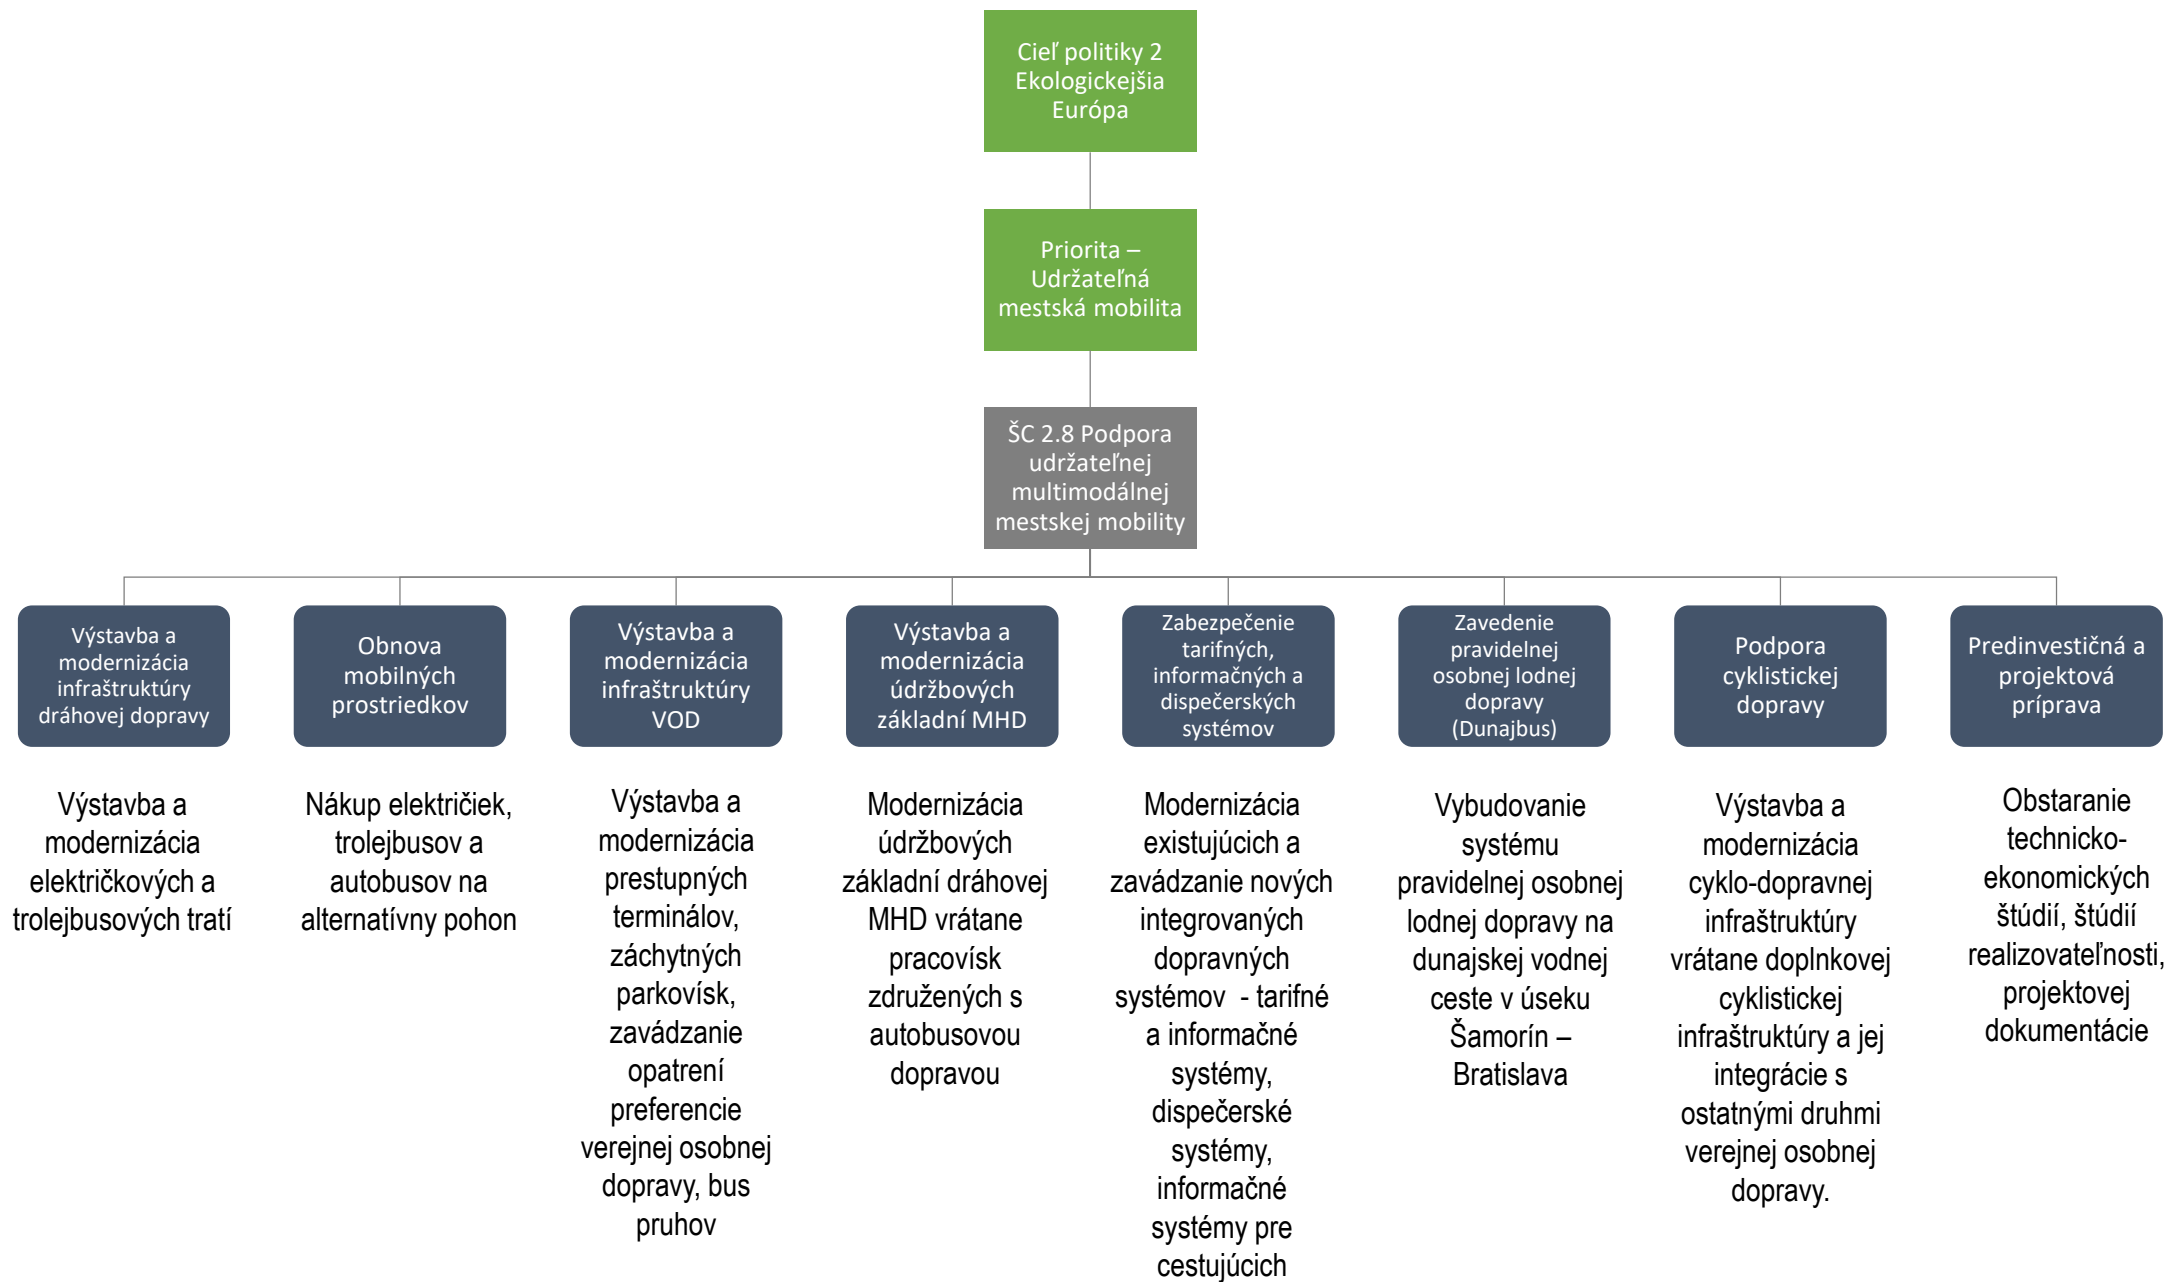 Cieľ politiky 2
Ekologickejšia
Európa
Priorita –
Udržateľná
mestská mobilita
ŠC 2.8 Podpora
udržateľnej
multimodálnej
mestskej mobility
Výstavba a
modernizácia
infraštruktúry
dráhovej dopravy
Obnova
mobilných
prostriedkov
Výstavba a
modernizácia
infraštruktúry
VOD
Výstavba a
modernizácia
údržbových
základní MHD
Zabezpečenie
tarifných,
informačných a
dispečerských
systémov
Zavedenie
pravidelnej
osobnej lodnej
dopravy
(Dunajbus)
Podpora
cyklistickej
dopravy
Predinvestičná a
projektová
príprava
Výstavba a
modernizácia
električkových a
trolejbusových tratí
Nákup električiek,
trolejbusov a
autobusov na
alternatívny pohon
Výstavba a
modernizácia
prestupných
terminálov,
záchytných
parkovísk,
zavádzanie
opatrení
preferencie
verejnej osobnej
dopravy, bus
pruhov
Modernizácia
údržbových
základní dráhovej
MHD vrátane
pracovísk
združených s
autobusovou
dopravou
Modernizácia
existujúcich a
zavádzanie nových
integrovaných
dopravných
systémov  - tarifné
a informačné
systémy,
dispečerské
systémy,
informačné
systémy pre
cestujúcich
Vybudovanie
systému
pravidelnej osobnej
lodnej dopravy na
dunajskej vodnej
ceste v úseku
Šamorín –
Bratislava
Výstavba a
modernizácia
cyklo-dopravnej
infraštruktúry
vrátane doplnkovej
cyklistickej
infraštruktúry a jej
integrácie s
ostatnými druhmi
verejnej osobnej
dopravy.
Obstaranie
technicko-
ekonomických
štúdií, štúdií
realizovateľnosti,
projektovej
dokumentácie